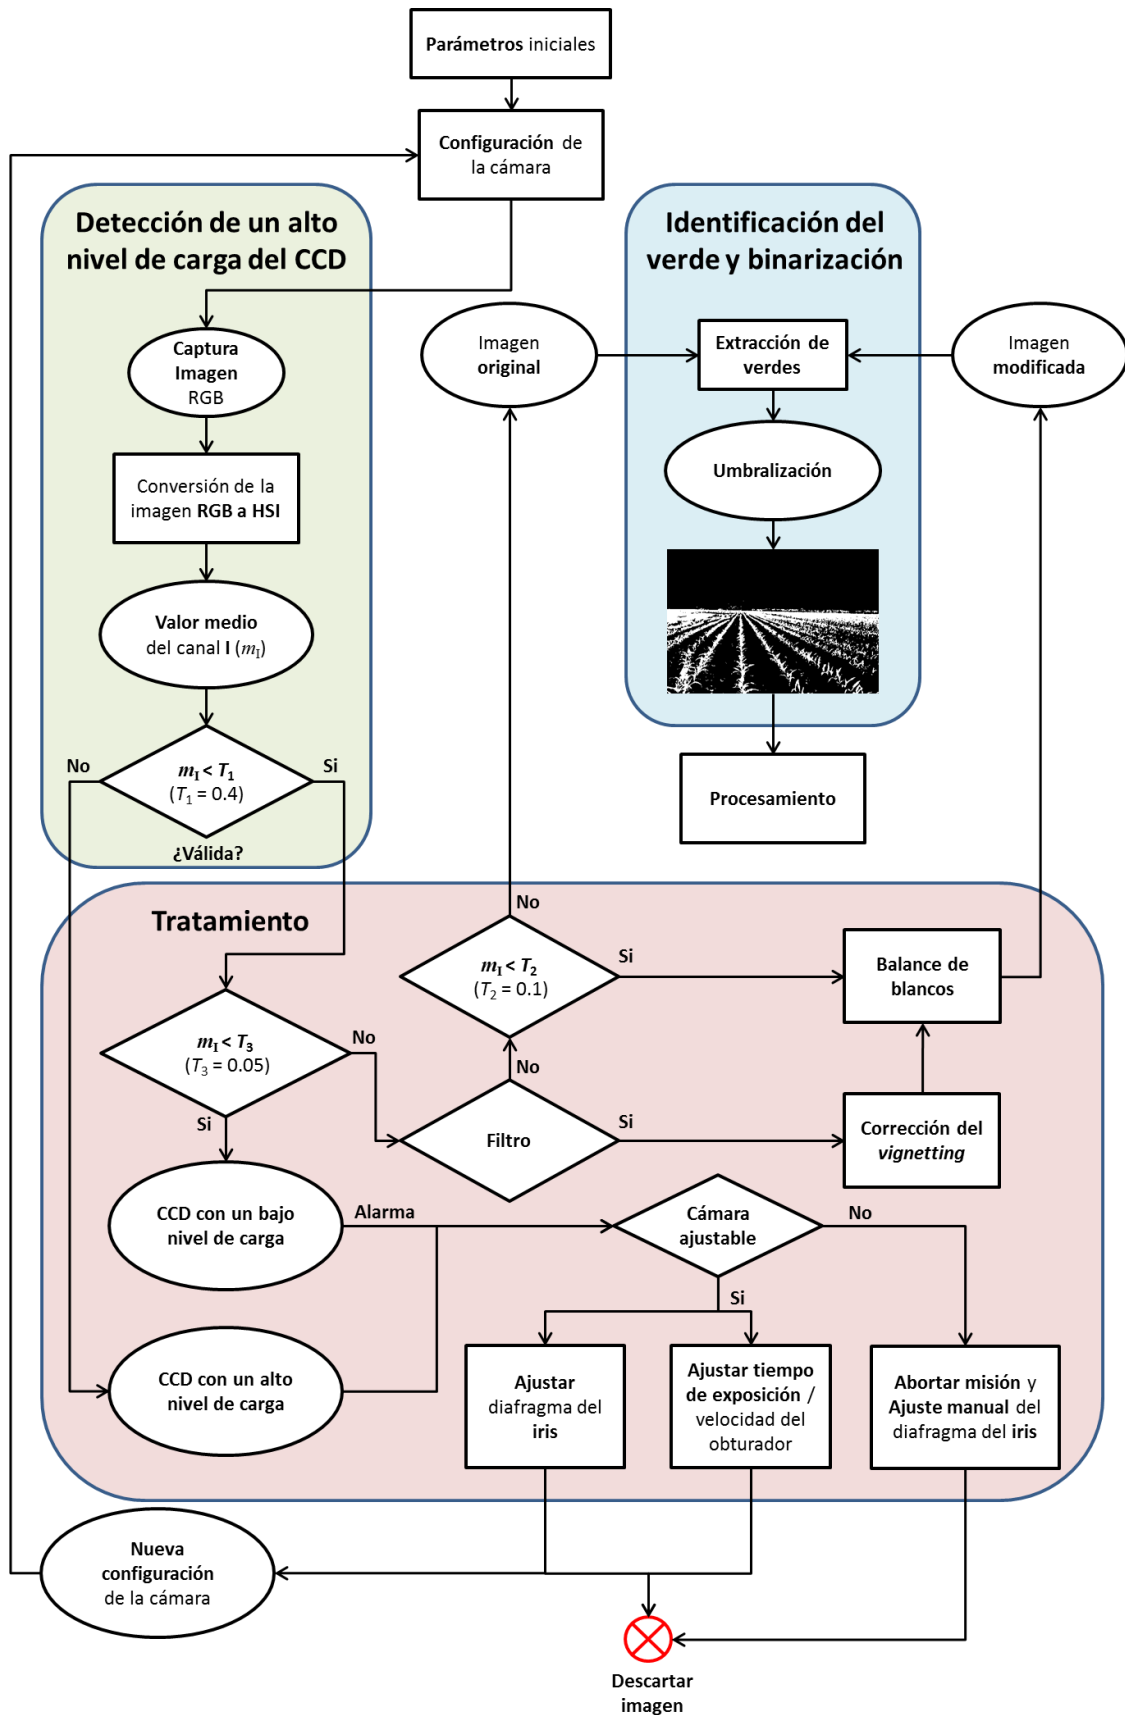 Parámetros iniciales
Configuración de
la cámara
Detección de un alto
nivel de carga del CCD
Captura
Imagen
RGB
Conversión de la
imagen RGB a HSI
Valor medio
del canal I (mI)
No
Si
mI < T1
(T1 = 0.4)
¿Válida?
Identificación del
verde y binarización
Imagen
original
Extracción de
verdes
Imagen
modificada
Umbralización
Procesamiento
Tratamiento
No
mI < T2
(T2 = 0.1)
Si
Balance de
blancos
mI < T3
(T3 = 0.05)
No
Si
No
Filtro
Si
Corrección del
vignetting
CCD con un bajo
nivel de carga
Alarma
Cámara
ajustable
No
Si
CCD con un alto
nivel de carga
Ajustar
diafragma del
iris
Ajustar tiempo
de exposición /
velocidad del
obturador
Abortar misión y
Ajuste manual del
diafragma del iris
Nueva
configuración
de la cámara
Descartar
imagen